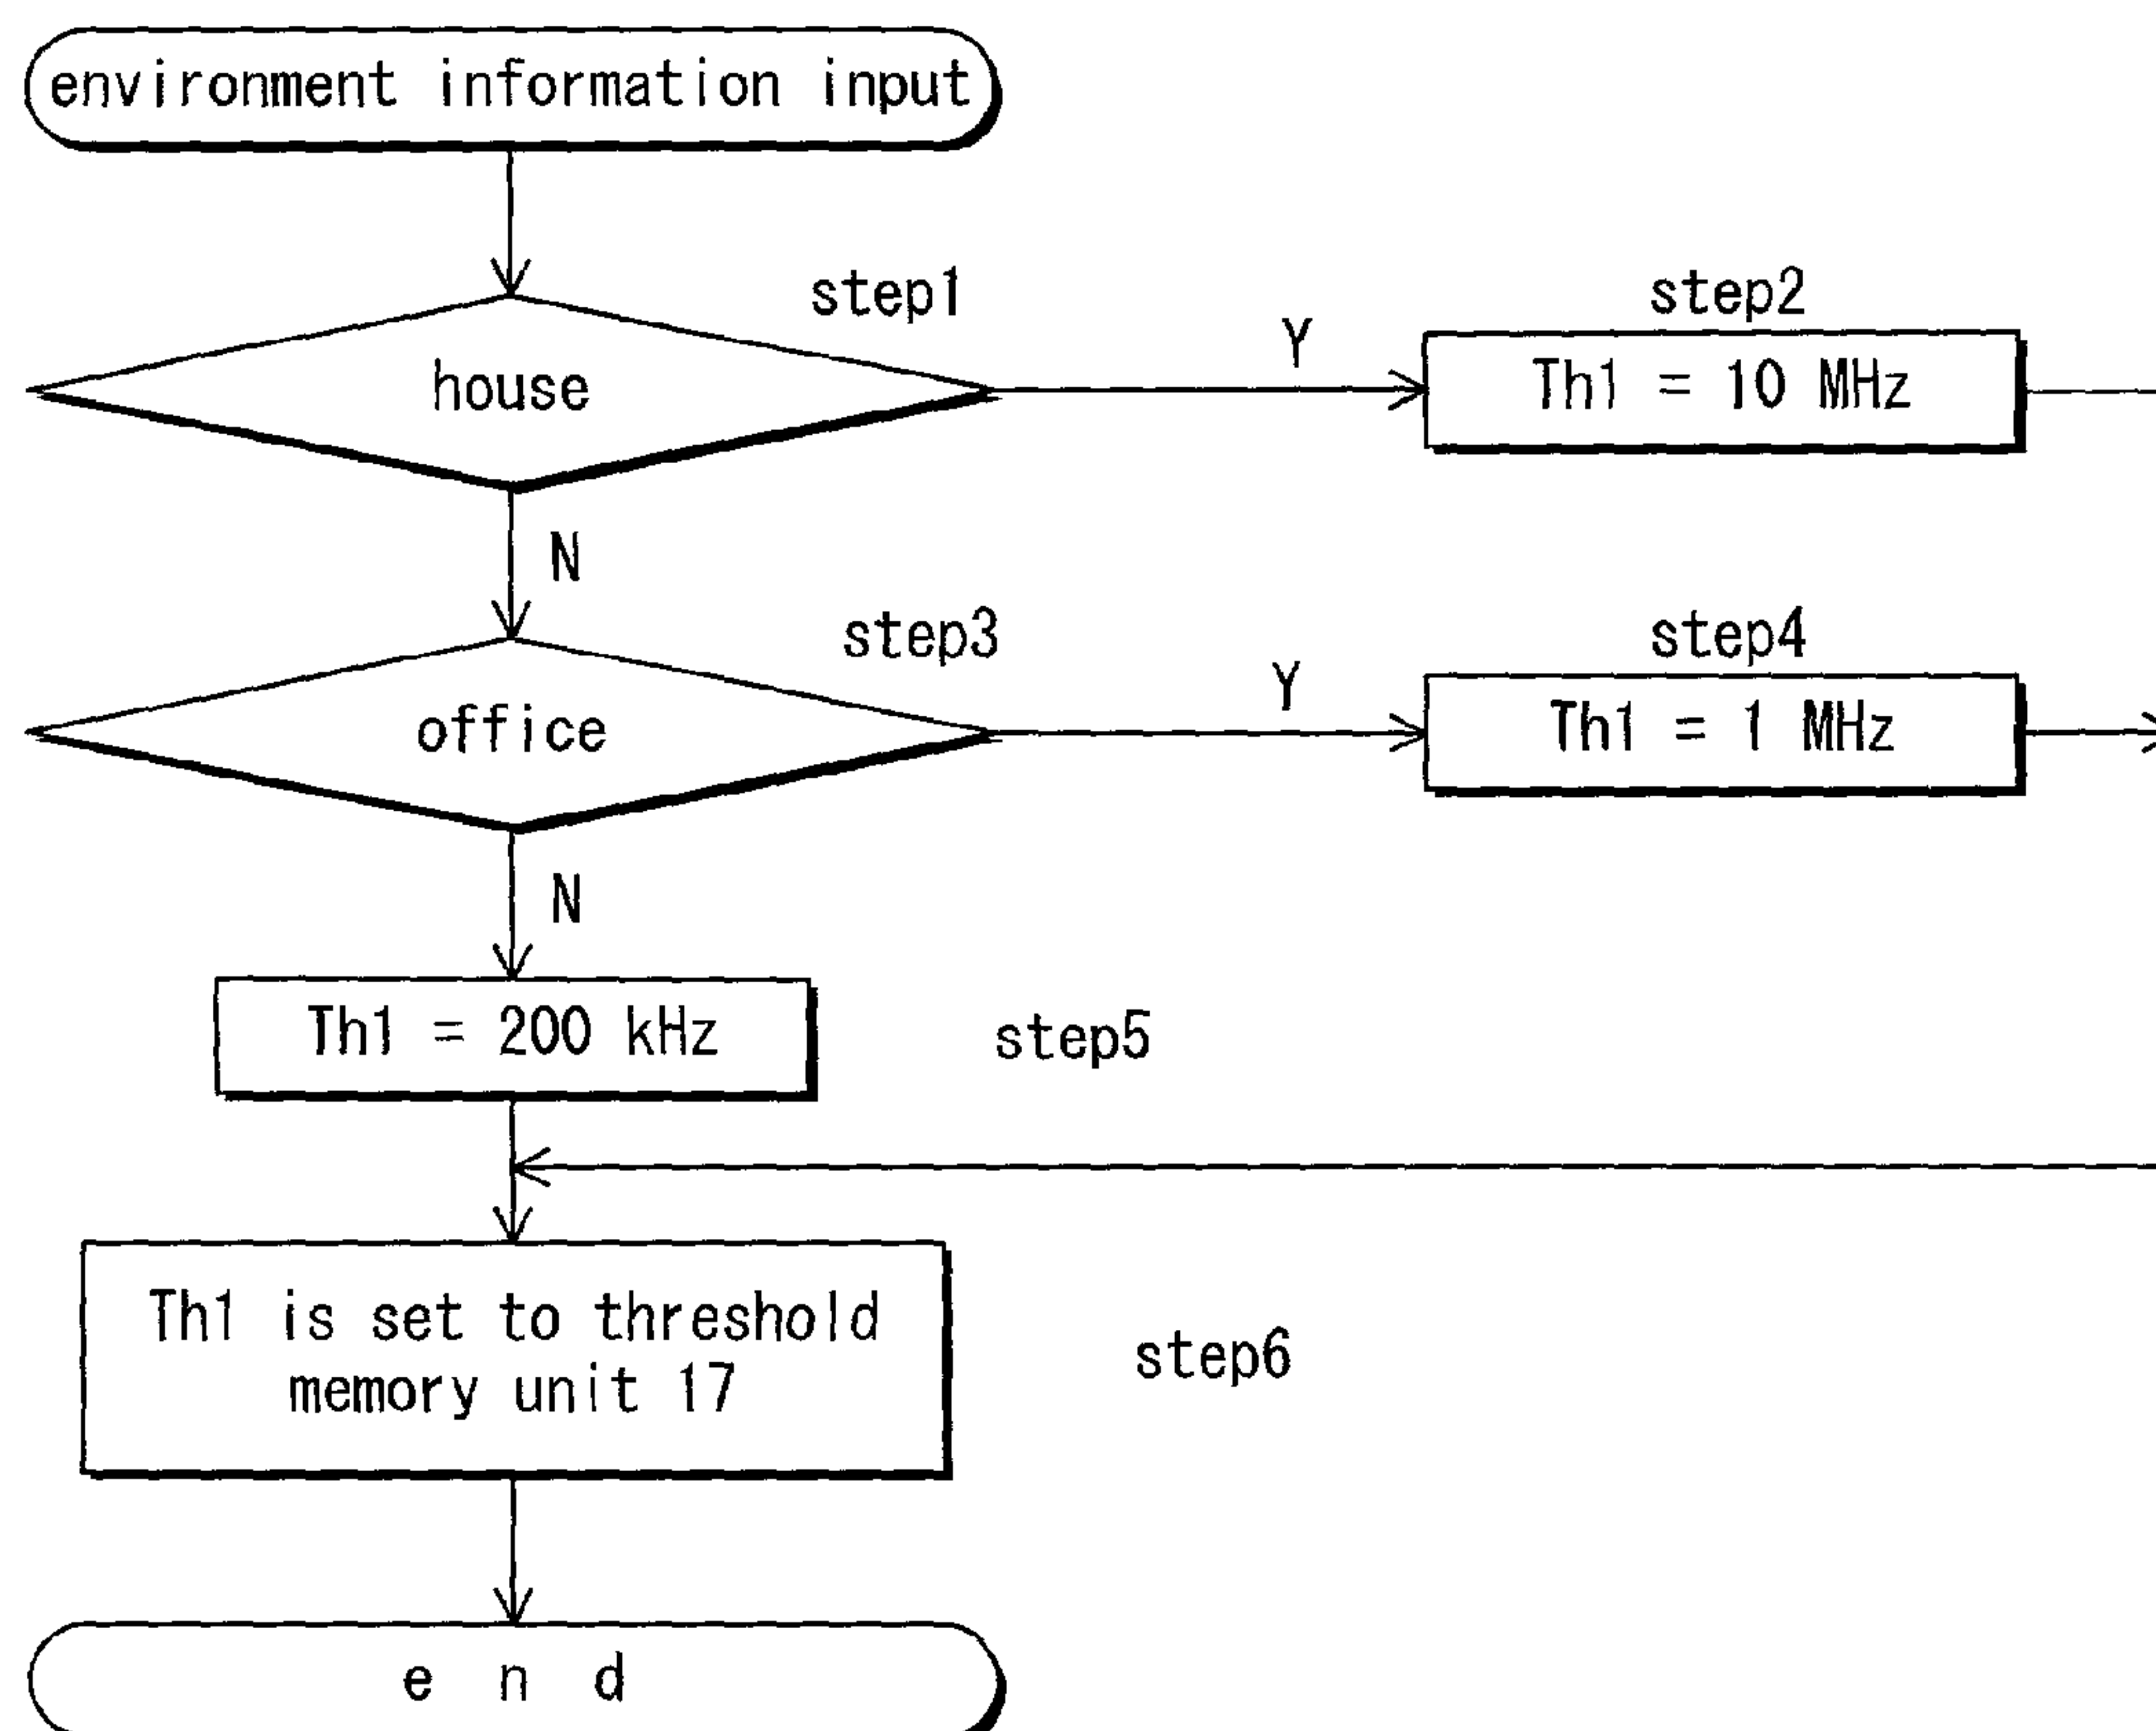 environment information input
step1
step2
house
Y
Th1 = 10 MHz
N
step3
step4
office
Y
Th1 = 1 MHz
N
Th1 = 200 kHz
step5
Th1 is set to threshold
memory unit 17
step6
e n d